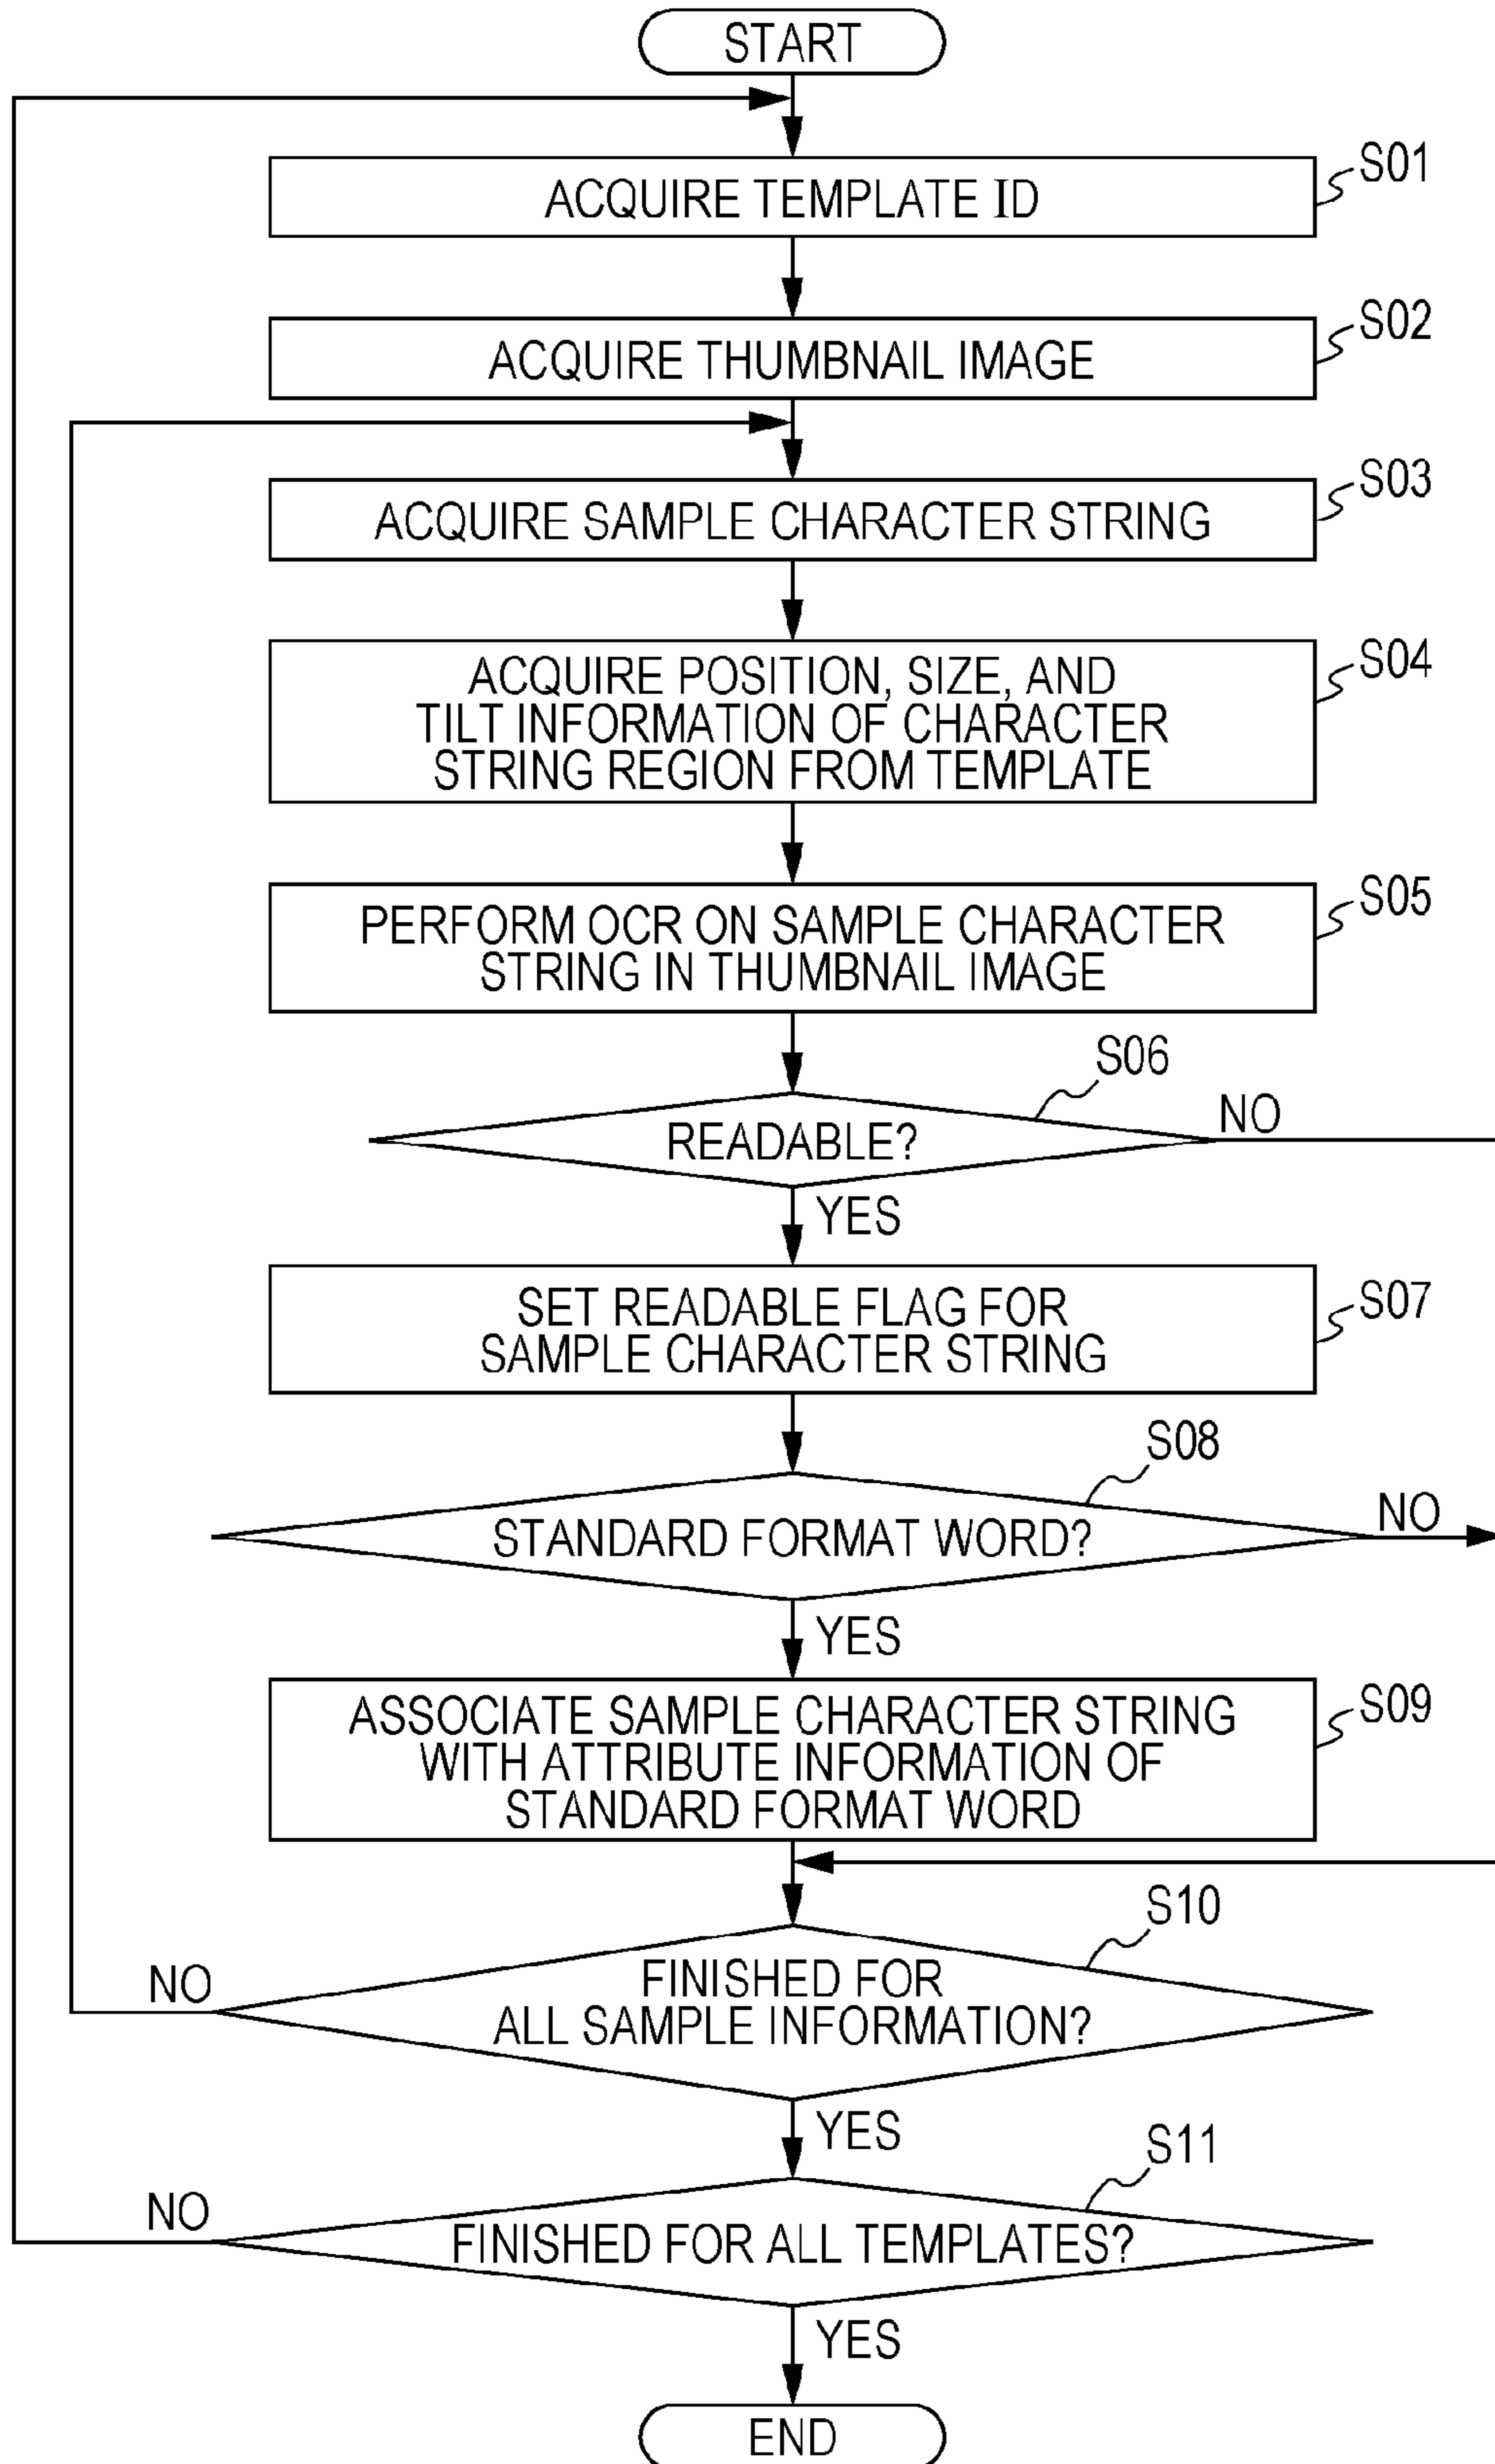 START
ACQUIRE TEMPLATE ID
S01
ACQUIRE THUMBNAIL IMAGE
S02
ACQUIRE SAMPLE CHARACTER STRING
S03
ACQUIRE POSITION, SIZE, AND
TILT INFORMATION OF CHARACTER
STRING REGION FROM TEMPLATE
S04
PERFORM OCR ON SAMPLE CHARACTER
STRING IN THUMBNAIL IMAGE
S05
S06
READABLE?
NO
YES
SET READABLE FLAG FOR
SAMPLE CHARACTER STRING
S07
S08
STANDARD FORMAT WORD?
NO
YES
ASSOCIATE SAMPLE CHARACTER STRING
WITH ATTRIBUTE INFORMATION OF
STANDARD FORMAT WORD
S09
S10
FINISHED FOR
ALL SAMPLE INFORMATION?
NO
YES
S11
FINISHED FOR ALL TEMPLATES?
NO
YES
END